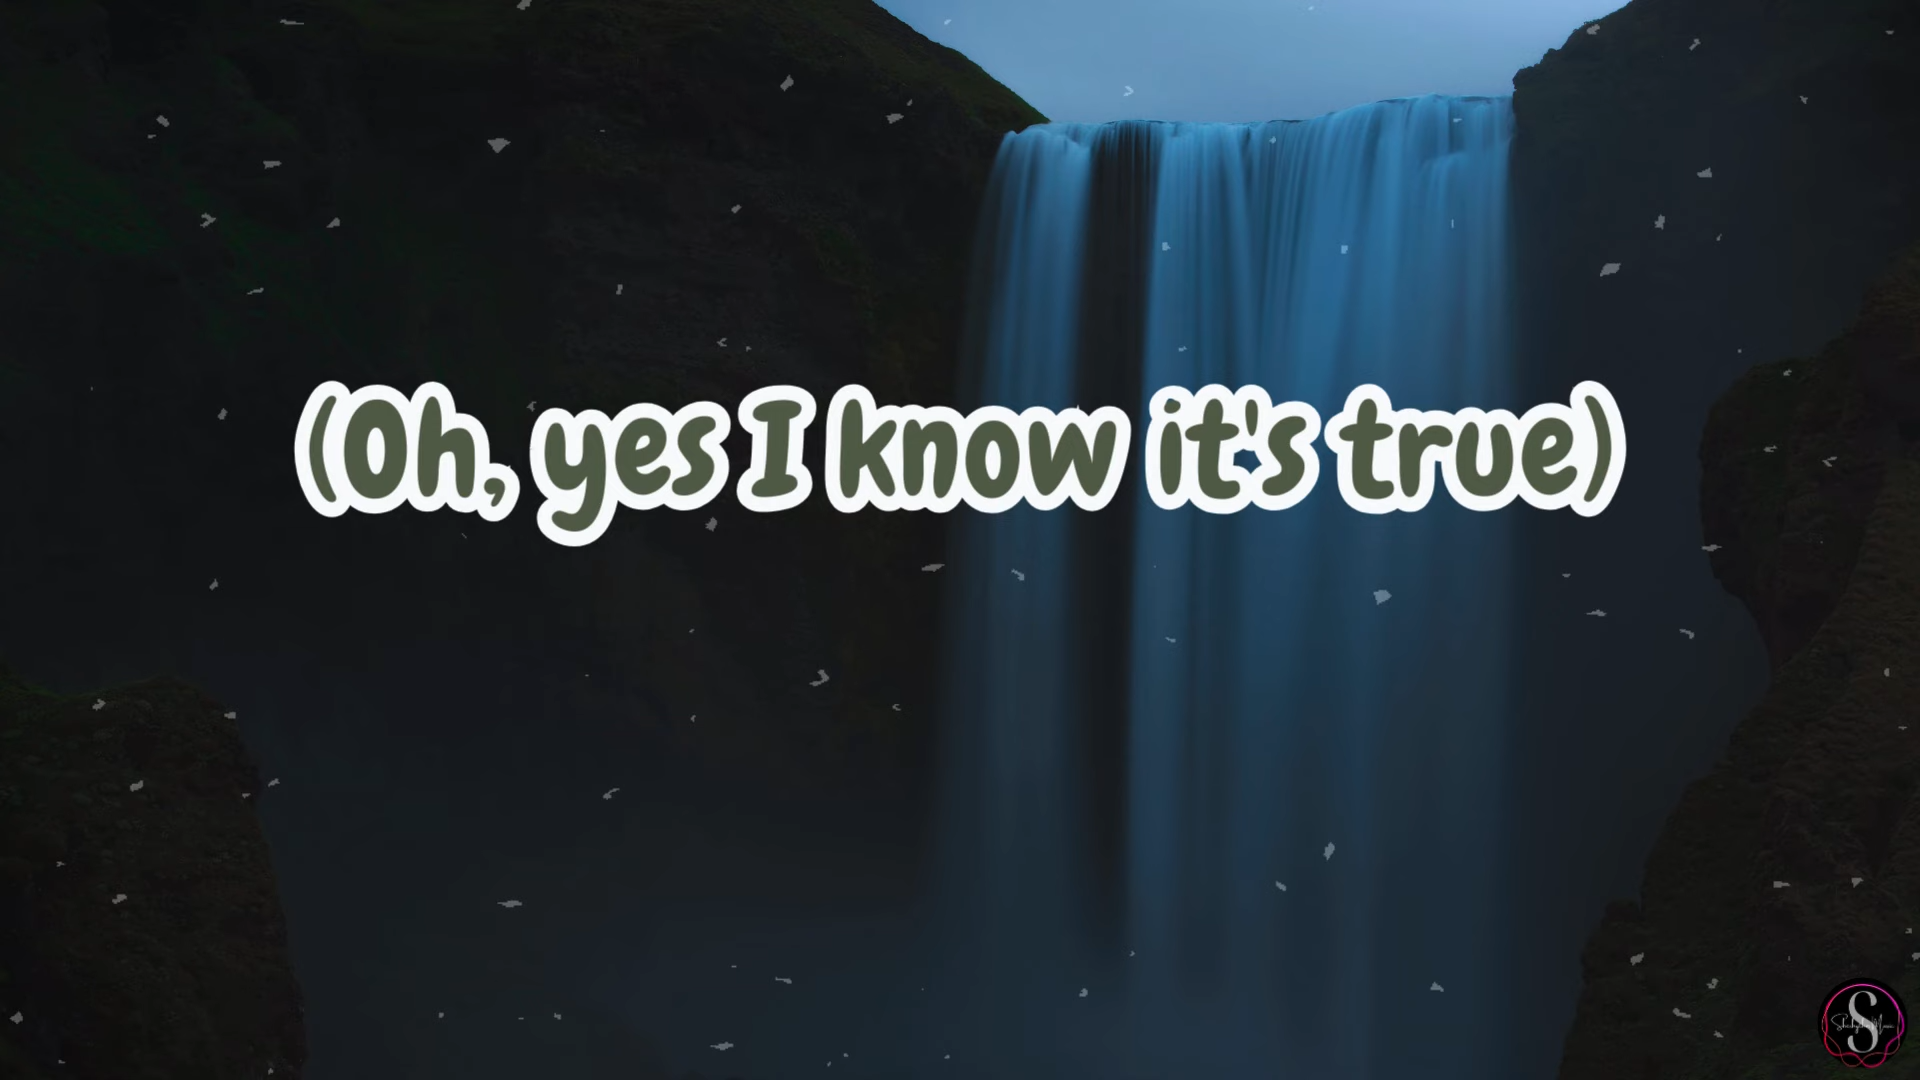 (Oh, yes I know it's true)
S